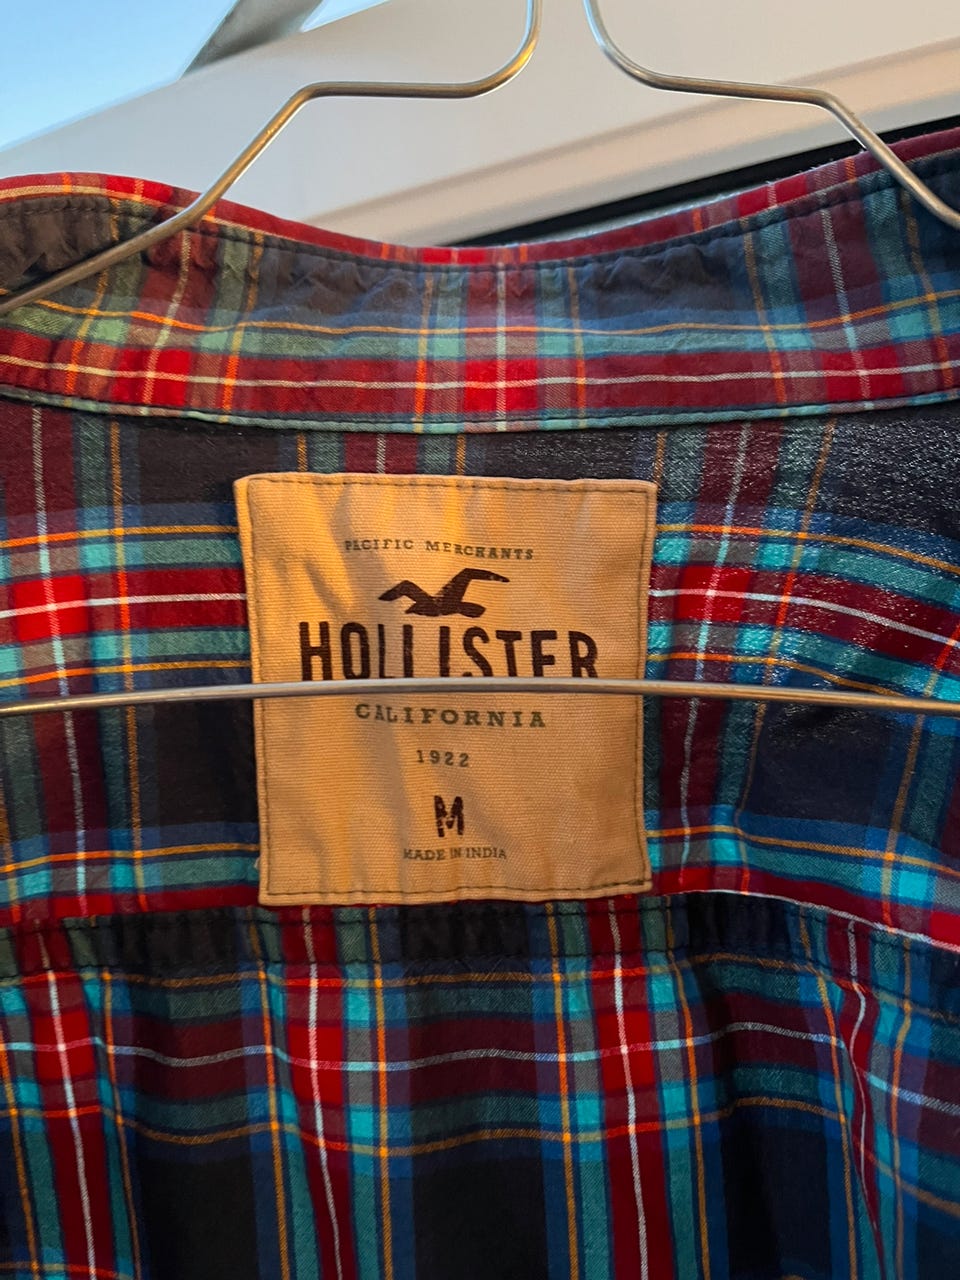 PACIFIC MERCHANTS
HOLLISTER
CALIFORNIA
1922
M
MADE IN INDIA